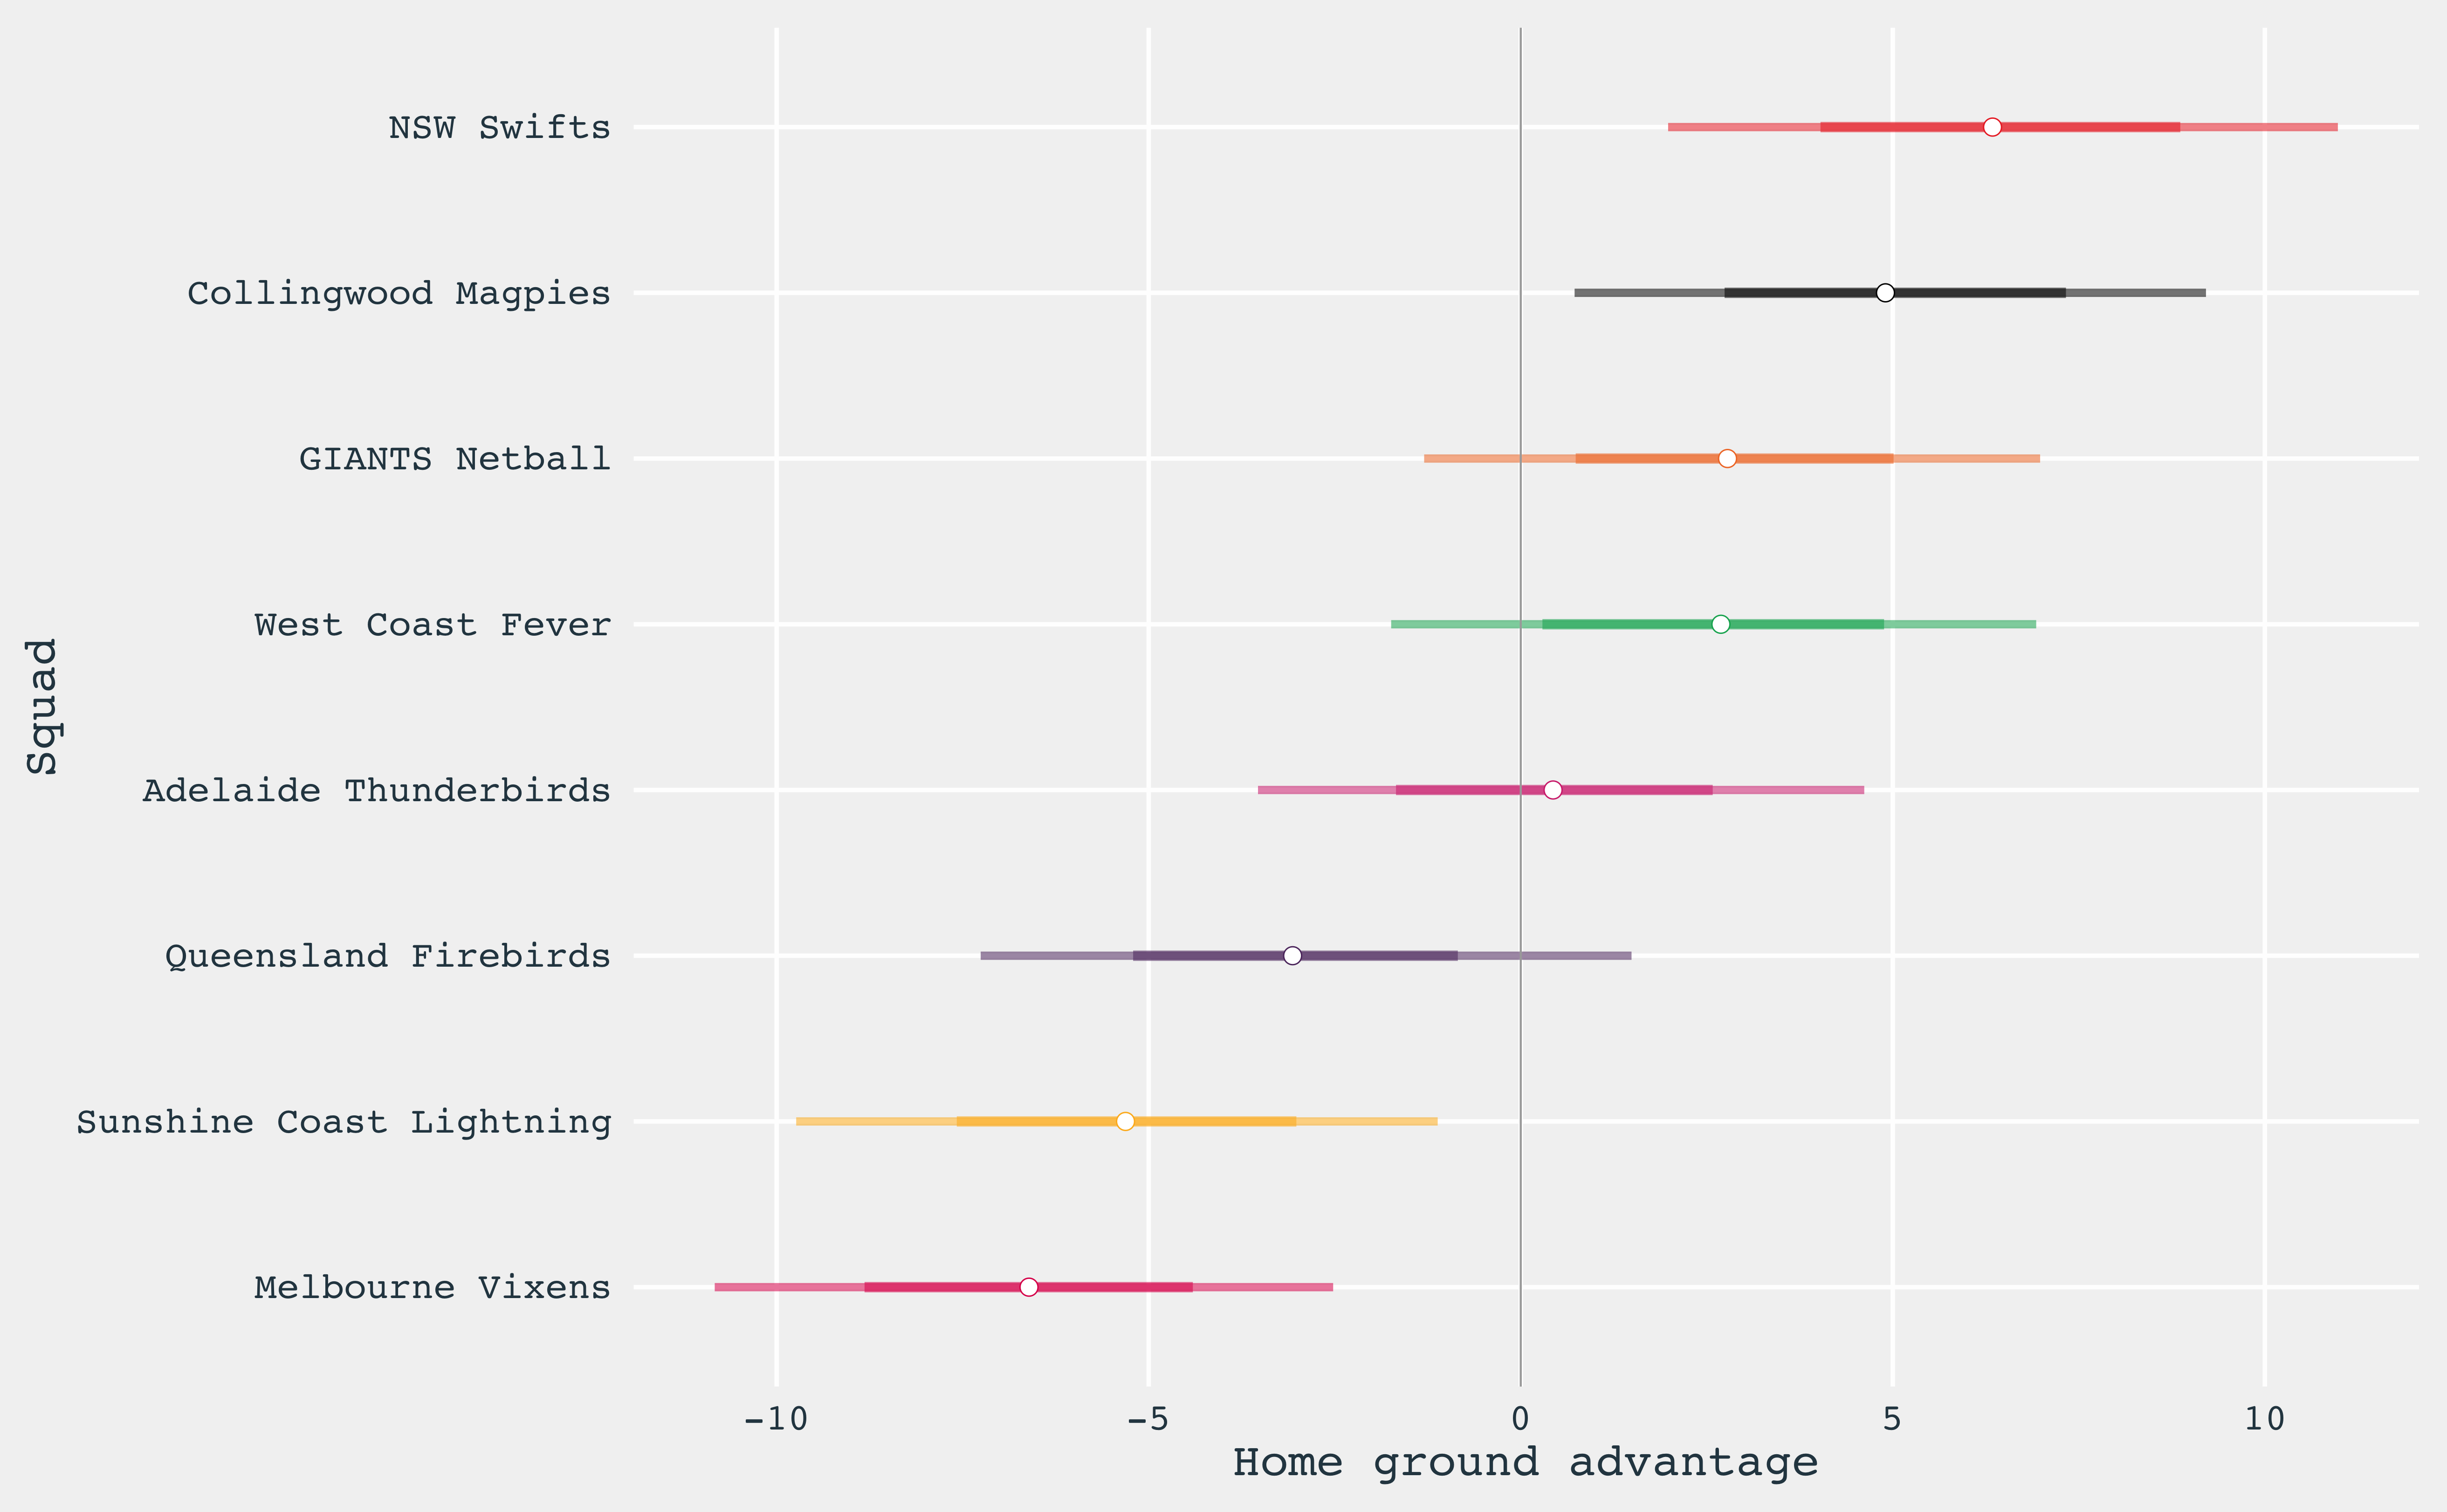 NSW Swifts
Collingwood Magpies
GIANTS Netball
West Coast Fever
Adelaide Thunderbirds
Queensland Firebirds
Sunshine Coast Lightning
Melbourne Vixens
Squad
-10 -5 0 5 10
Home ground advantage